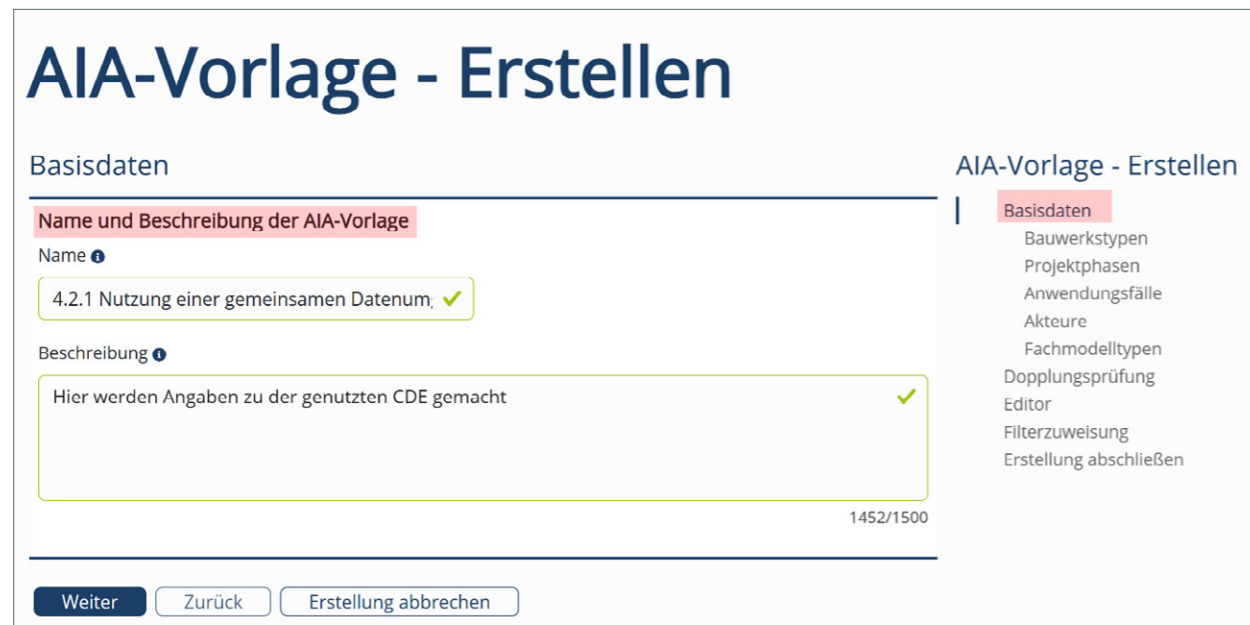 AIA-Vorlage - Erstellen
Basisdaten
Name und Beschreibung der AIA-Vorlage
Name
4.2.1 Nutzung einer gemeinsamen Datenum
Beschreibung
Hier werden Angaben zu der genutzten CDE gemacht
1452/1500
Weiter
Zurück
Erstellung abbrechen
AIA-Vorlage - Erstellen
Basisdaten
Bauwerkstypen
Projektphasen
Anwendungsfälle
Akteure
Fachmodelltypen
Dopplungsprüfung
Editor
Filterzuweisung
Erstellung abschließen